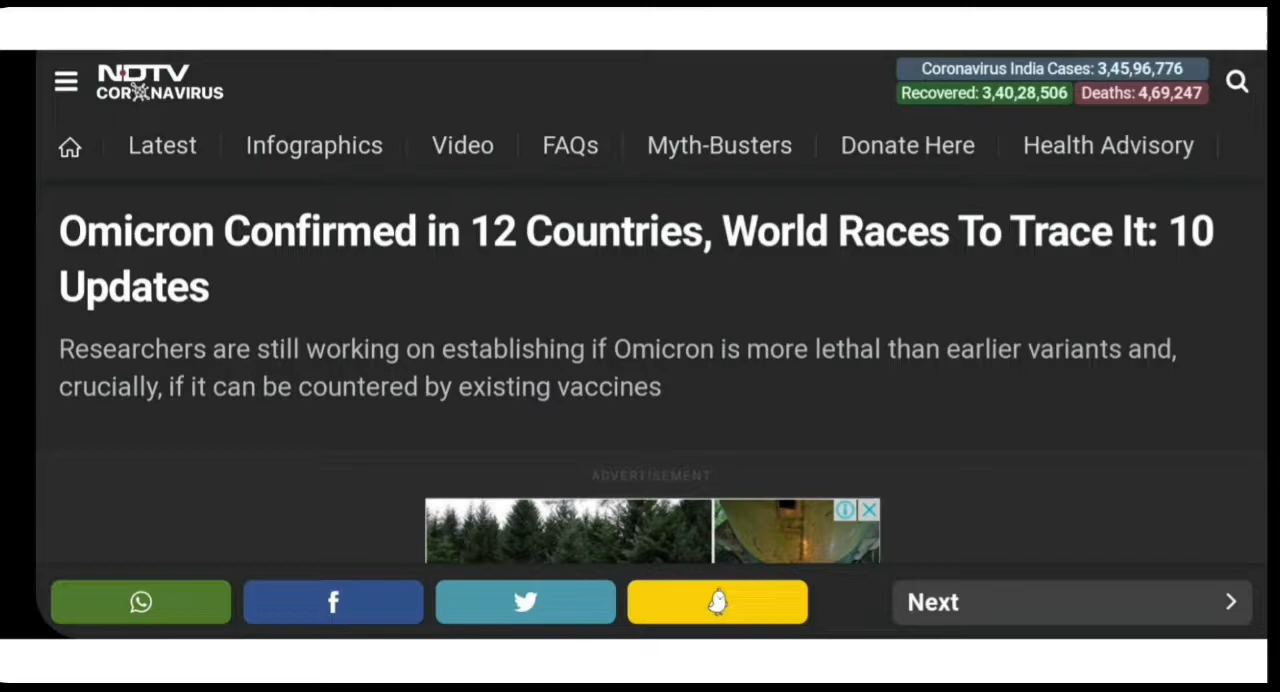 NDTV
CORONAVIRUS
Coronavirus India Cases: 3,45,96,776
Recovered: 3,40,28,506 Deaths: 4,69,247
Latest Infographics Video FAQs Myth-Busters Donate Here Health Advisory
Omicron Confirmed in 12 Countries, World Races To Trace It: 10
Updates
Researchers are still working on establishing if Omicron is more lethal than earlier variants and,
crucially, if it can be countered by existing vaccines
ADVERTISEMENT
Next